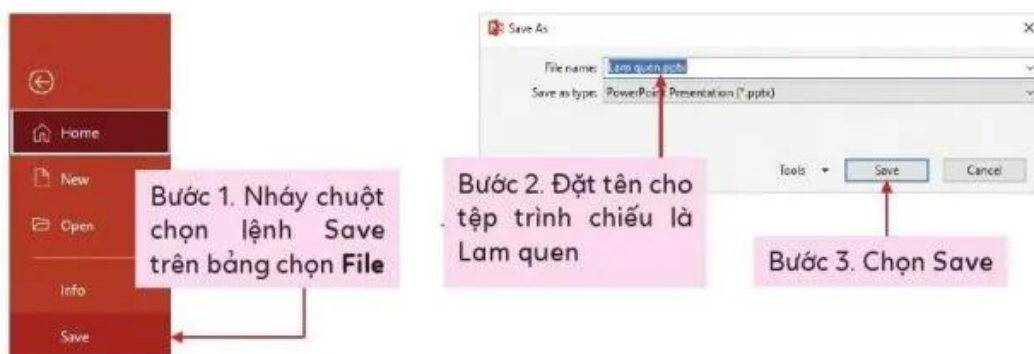 Home
New
Open
Info
Save
Bước 1. Nháy chuột
chọn lệnh Save
trên bảng chọn File
Save As
File name: Lam quen.pptx
Save as type: PowerPoint Presentation (*.pptx)
Tools Save Cancel
Bước 2. Đặt tên cho
tệp trình chiếu là
Lam quen
Bước 3. Chọn Save